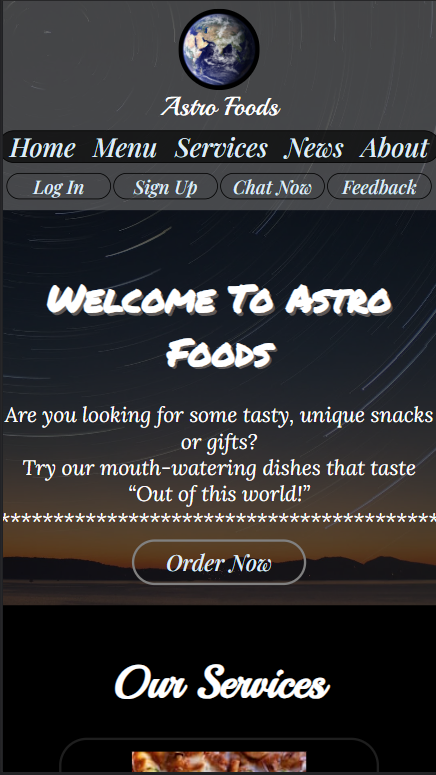 Astro Foods
Home Menu Services News About
Log In Sign Up Chat Now Feedback
Welcome To Astro
Foods
Are you looking for some tasty, unique snacks
or gifts?
Try our mouth-watering dishes that taste
“Out of this world!”
******************************************
Order Now
Our Services